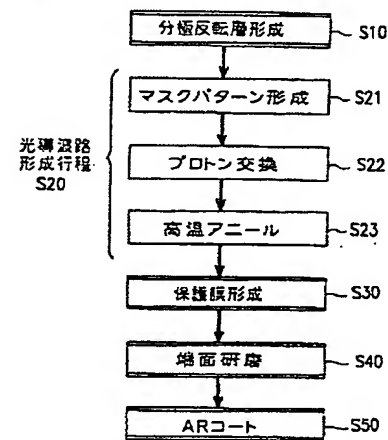 分極反転層形成 S10
マスクパターン形成 S21
光導波路
形成行程
S20
プロトン交換 S22
高温アニール S23
保護膜形成 S30
端面研磨 S40
ARコート S50